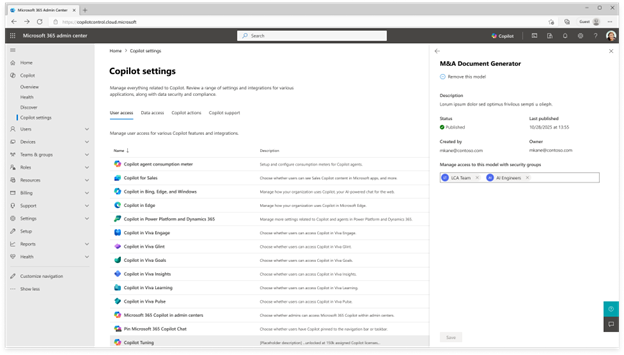 Microsoft 365 admin center
https://copilotcontrol.cloud.microsoft
Guest
Microsoft 365 admin center
Search
Copilot
Home
Copilot
Overview
Health
Discover
Copilot settings
Users
Devices
Teams & groups
Roles
Resources
Billing
Support
Settings
Setup
Reports
Health
Customize navigation
Show less
Home > Copilot settings
Copilot settings
Manage everything related to Copilot. Review a range of settings and integrations for various
applications, along with data security and compliance.
User access Data access Copilot actions Copilot support
Manage user access for various Copilot features and integrations.
Name ↓ Description
Copilot agent consumption meter Setup and configure consumption meters for Copilot agents.
Copilot for Sales Choose whether users can see Sales Copilot content in Microsoft apps, and more.
Copilot in Bing, Edge, and Windows Manage how your organization uses Copilot, your AI-powered chat for the web.
Copilot in Edge Manage how your organization uses Copilot in Microsoft Edge.
Copilot in Power Platform and Dynamics 365 Manage more settings related to Copilot and agents in Power Platform and Dynamics 365
Copilot in Viva Engage Choose whether users can access Copilot in Viva Engage.
Copilot in Viva Glint Choose whether users can access Copilot in Viva Glint.
Copilot in Viva Goals Choose whether users can access Copilot in Viva Goals.
Copilot in Viva Insights Choose whether users can access Copilot in Viva Insights.
Copilot in Viva Learning Choose whether users can access Copilot in Viva Learning.
Copilot in Viva Pulse Choose whether users can access Copilot in Viva Pulse.
Microsoft 365 Copilot in admin centers Choose whether admins can access Microsoft 365 Copilot within admin centers.
Pin Microsoft 365 Copilot Chat Choose whether users have Copilot pinned to the navigation bar or taskbar.
Copilot Tuning [Placeholder description]... unlocked at 150k assigned Copilot licenses...
M&A Document Generator
Remove this model
Description
Lorem ipsum dolor sed optimus frivilous semptr u sileph.
Status Last published
Published 10/28/2025 at 13:55
Created by Owner
mkane@contoso.com mkane@contoso.com
Manage access to this model with security groups
LCA Team AI Engineers
Save